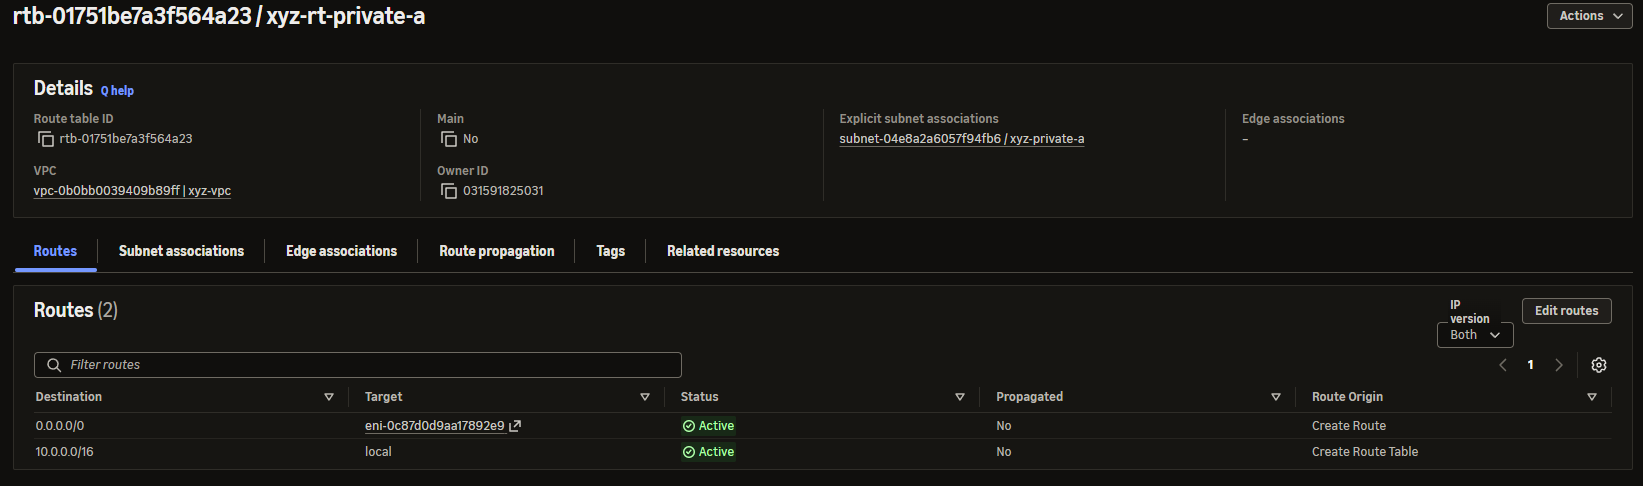 rtb-01751be7a3f564a23 / xyz-rt-private-a
Actions
Details Q help
Route table ID
rtb-01751be7a3f564a23
Main
No
Explicit subnet associations
subnet-04e8a2a6057f94fb6 / xyz-private-a
Edge associations
–
VPC
vpc-0b0bb0039409b89ff | xyz-vpc
Owner ID
031591825031
Routes Subnet associations Edge associations Route propagation Tags Related resources
Routes (2)
IP version
Both
Edit routes
Filter routes
1
Destination Target Status Propagated Route Origin
0.0.0.0/0 eni-0c87d0d9aa17892e9 Active No Create Route
10.0.0.0/16 local Active No Create Route Table